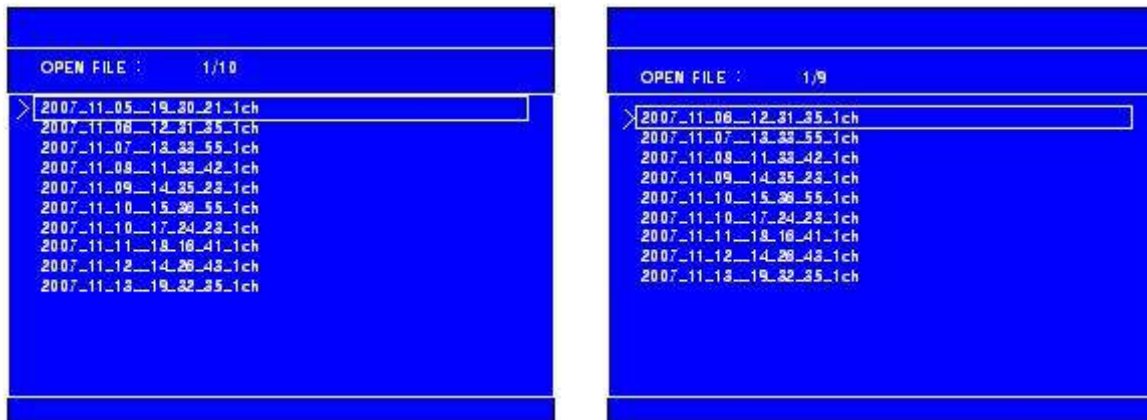 OPEN FILE : 1/10
2007_11_05__19_30_21_1ch
2007_11_06__12_31_35_1ch
2007_11_07__13_33_55_1ch
2007_11_08__11_33_42_1ch
2007_11_09__14_35_23_1ch
2007_11_10__15_36_55_1ch
2007_11_10__17_24_23_1ch
2007_11_11__18_16_41_1ch
2007_11_12__14_26_43_1ch
2007_11_13__19_32_35_1ch
OPEN FILE : 1/9
2007_11_06__12_31_35_1ch
2007_11_07__13_33_55_1ch
2007_11_08__11_33_42_1ch
2007_11_09__14_35_23_1ch
2007_11_10__15_36_55_1ch
2007_11_10__17_24_23_1ch
2007_11_11__18_16_41_1ch
2007_11_12__14_26_43_1ch
2007_11_13__19_32_35_1ch